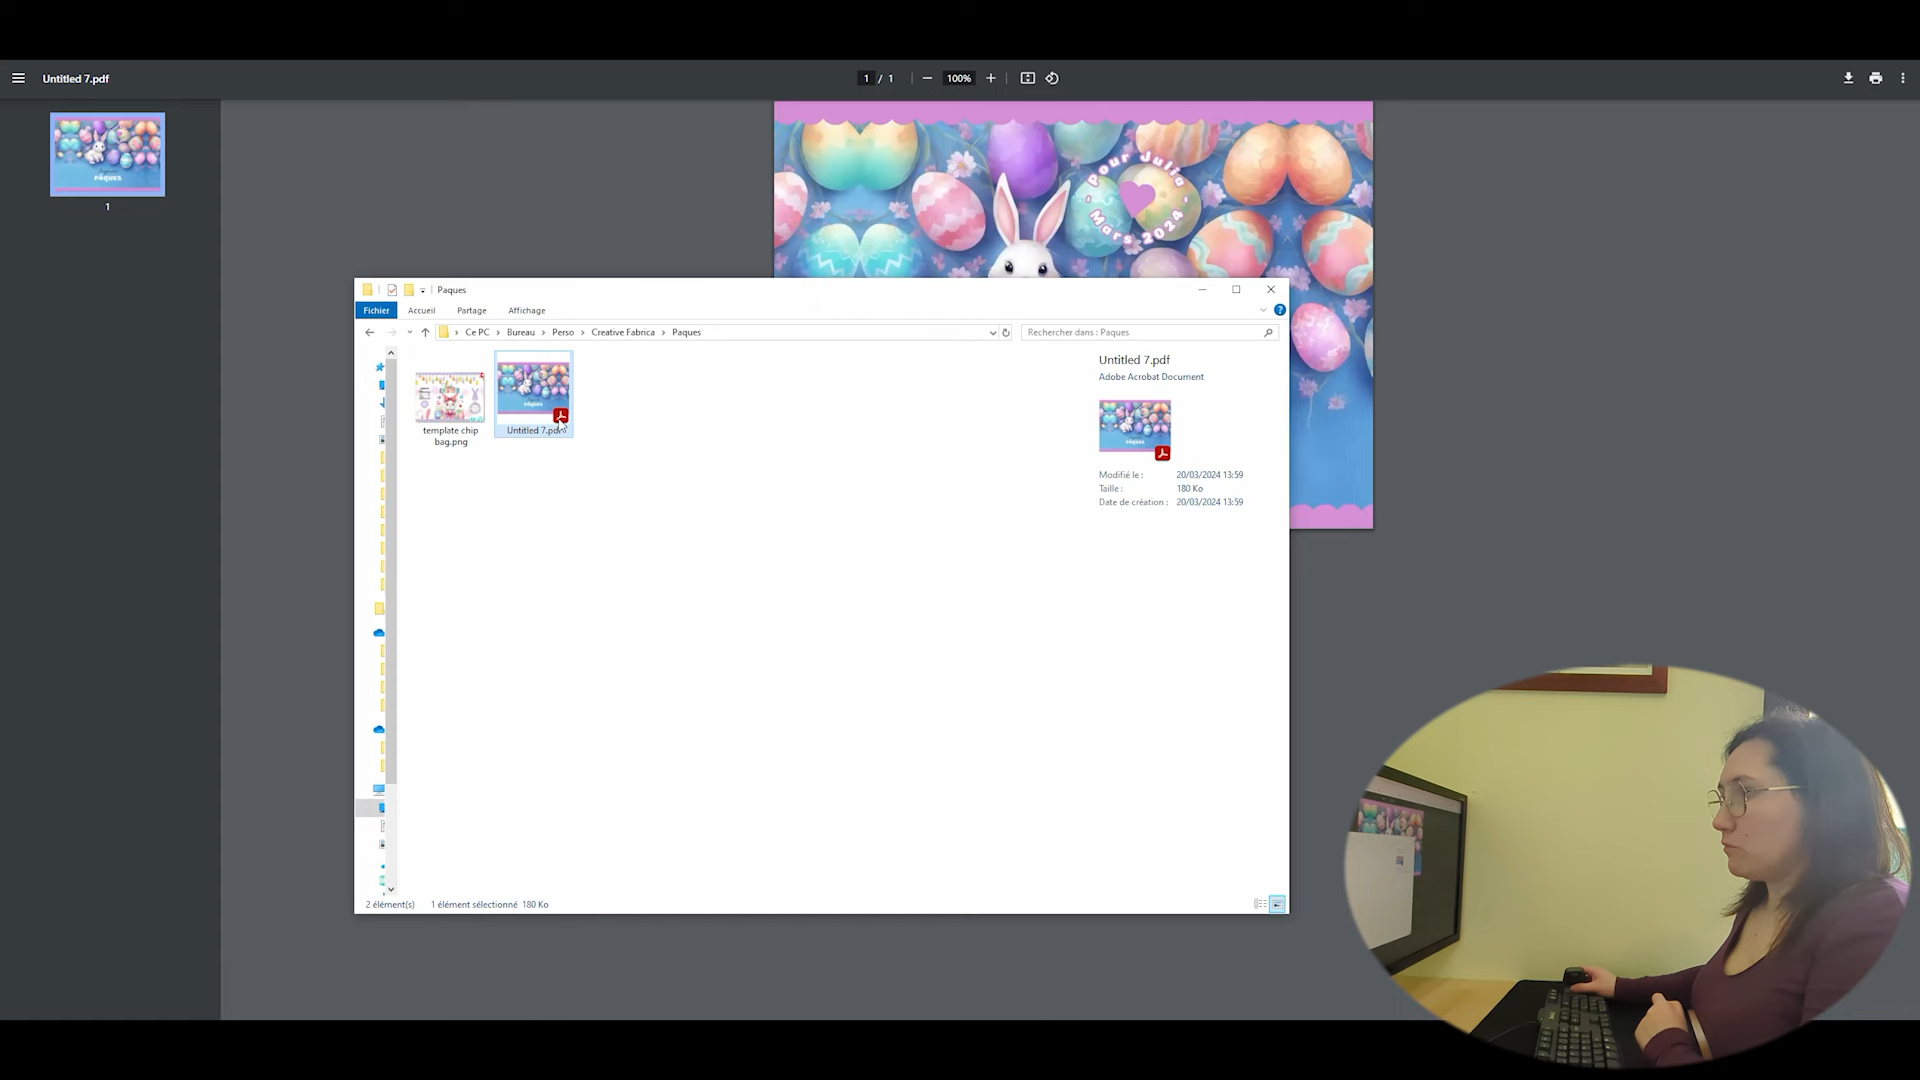 Untitled 7.pdf
1 / 1
100%
1
PÂQUES
Pour Julia
- Mars 2024 -
Paques
Fichier
Accueil
Partage
Affichage
Ce PC
Bureau
Perso
Creative Fabrica
Paques
Rechercher dans : Paques
template chip
bag.png
PÂQUES
Untitled 7.pdf
Untitled 7.pdf
Adobe Acrobat Document
PÂQUES
Modifié le : 20/03/2024 13:59
Taille : 180 Ko
Date de création : 20/03/2024 13:59
2 élément(s) 1 élément sélectionné 180 Ko